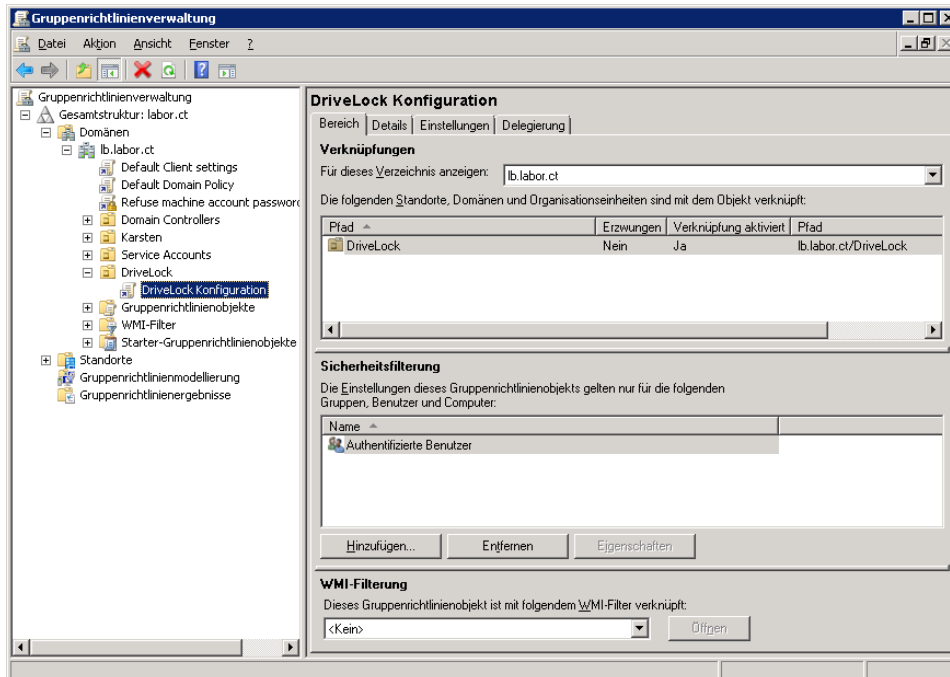 Gruppenrichtlinienverwaltung
Datei Aktion Ansicht Fenster ?
Gruppenrichtlinienverwaltung
Gesamtstruktur: labor.ct
Domänen
lb.labor.ct
Default Client settings
Default Domain Policy
Refuse machine account password
Domain Controllers
Karsten
Service Accounts
DriveLock
DriveLock Konfiguration
Gruppenrichtlinienobjekte
WMI-Filter
Starter-Gruppenrichtlinienobjekte
Standorte
Gruppenrichtlinienmodellierung
Gruppenrichtlinienergebnisse
DriveLock Konfiguration
Bereich Details Einstellungen Delegierung
Verknüpfungen
Für dieses Verzeichnis anzeigen: lb.labor.ct
Die folgenden Standorte, Domänen und Organisationseinheiten sind mit dem Objekt verknüpft:
Pfad Erzwungen Verknüpfung aktiviert Pfad
DriveLock Nein Ja lb.labor.ct/DriveLock
Sicherheitsfilterung
Die Einstellungen dieses Gruppenrichtlinienobjekts gelten nur für die folgenden
Gruppen, Benutzer und Computer:
Name
Authentifizierte Benutzer
Hinzufügen... Entfernen Eigenschaften
WMI-Filterung
Dieses Gruppenrichtlinienobjekt ist mit folgendem WMI-Filter verknüpft:
<Kein> Öffnen